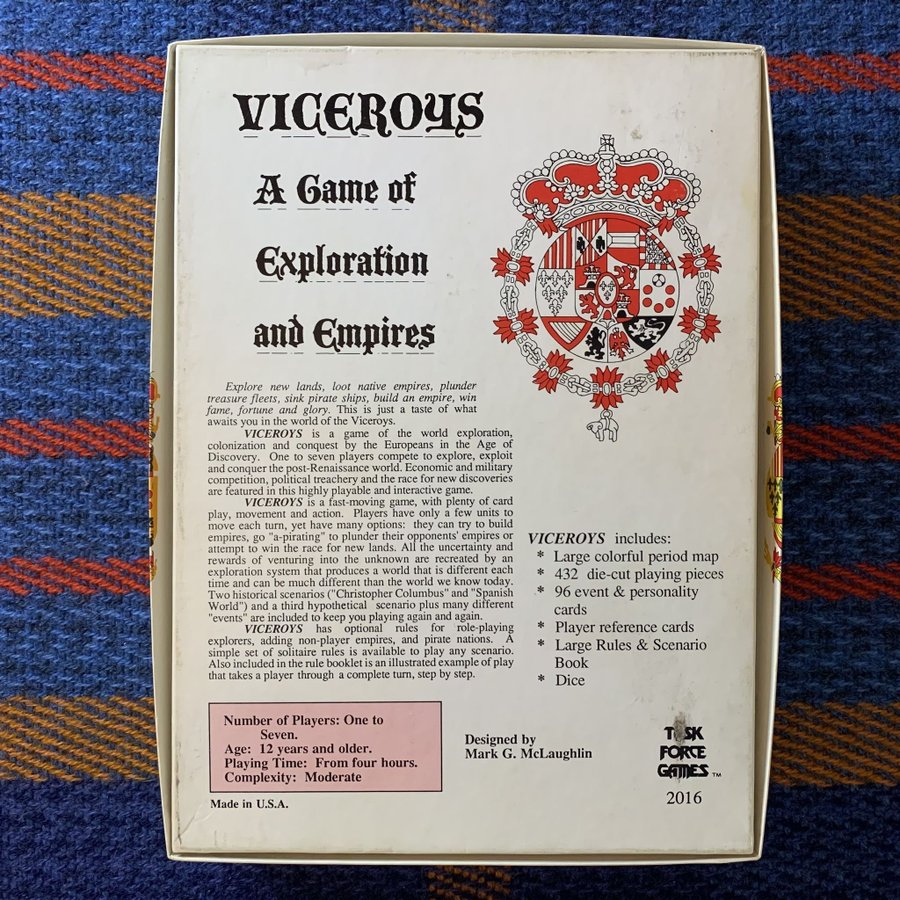 VICEROYS
A Game of
Exploration
and Empires
Explore new lands, loot native empires, plunder
treasure fleets, sink pirate ships, build an empire, win
fame, fortune and glory. This is just a taste of what
awaits you in the world of the Viceroys.
VICEROYS is a game of the world exploration,
colonization and conquest by the Europeans in the Age of
Discovery. One to seven players compete to explore, exploit
and conquer the post-Renaissance world. Economic and military
competition, political treachery and the race for new discoveries
are featured in this highly playable and interactive game.
VICEROYS is a fast-moving game, with plenty of card
play, movement and action. Players have only a few units to
move each turn, yet have many options: they can try to build
empires, go "a-pirating" to plunder their opponents' empires or
attempt to win the race for new lands. All the uncertainty and
rewards of venturing into the unknown are recreated by an
exploration system that produces a world that is different each
time and can be much different than the world we know today.
Two historical scenarios ("Christopher Columbus" and "Spanish
World") and a third hypothetical scenario plus many different
"events" are included to keep you playing again and again.
VICEROYS has optional rules for role-playing
explorers, adding non-player empires, and pirate nations. A
simple set of solitaire rules is available to play any scenario.
Also included in the rule booklet is an illustrated example of play
that takes a player through a complete turn, step by step.
VICEROYS includes:
* Large colorful period map
* 432 die-cut playing pieces
* 96 event & personality
cards
* Player reference cards
* Large Rules & Scenario
Book
* Dice
Number of Players: One to
Seven.
Age: 12 years and older.
Playing Time: From four hours.
Complexity: Moderate
Made in U.S.A.
Designed by
Mark G. McLaughlin
TASK
FORCE
GAMES TM
2016